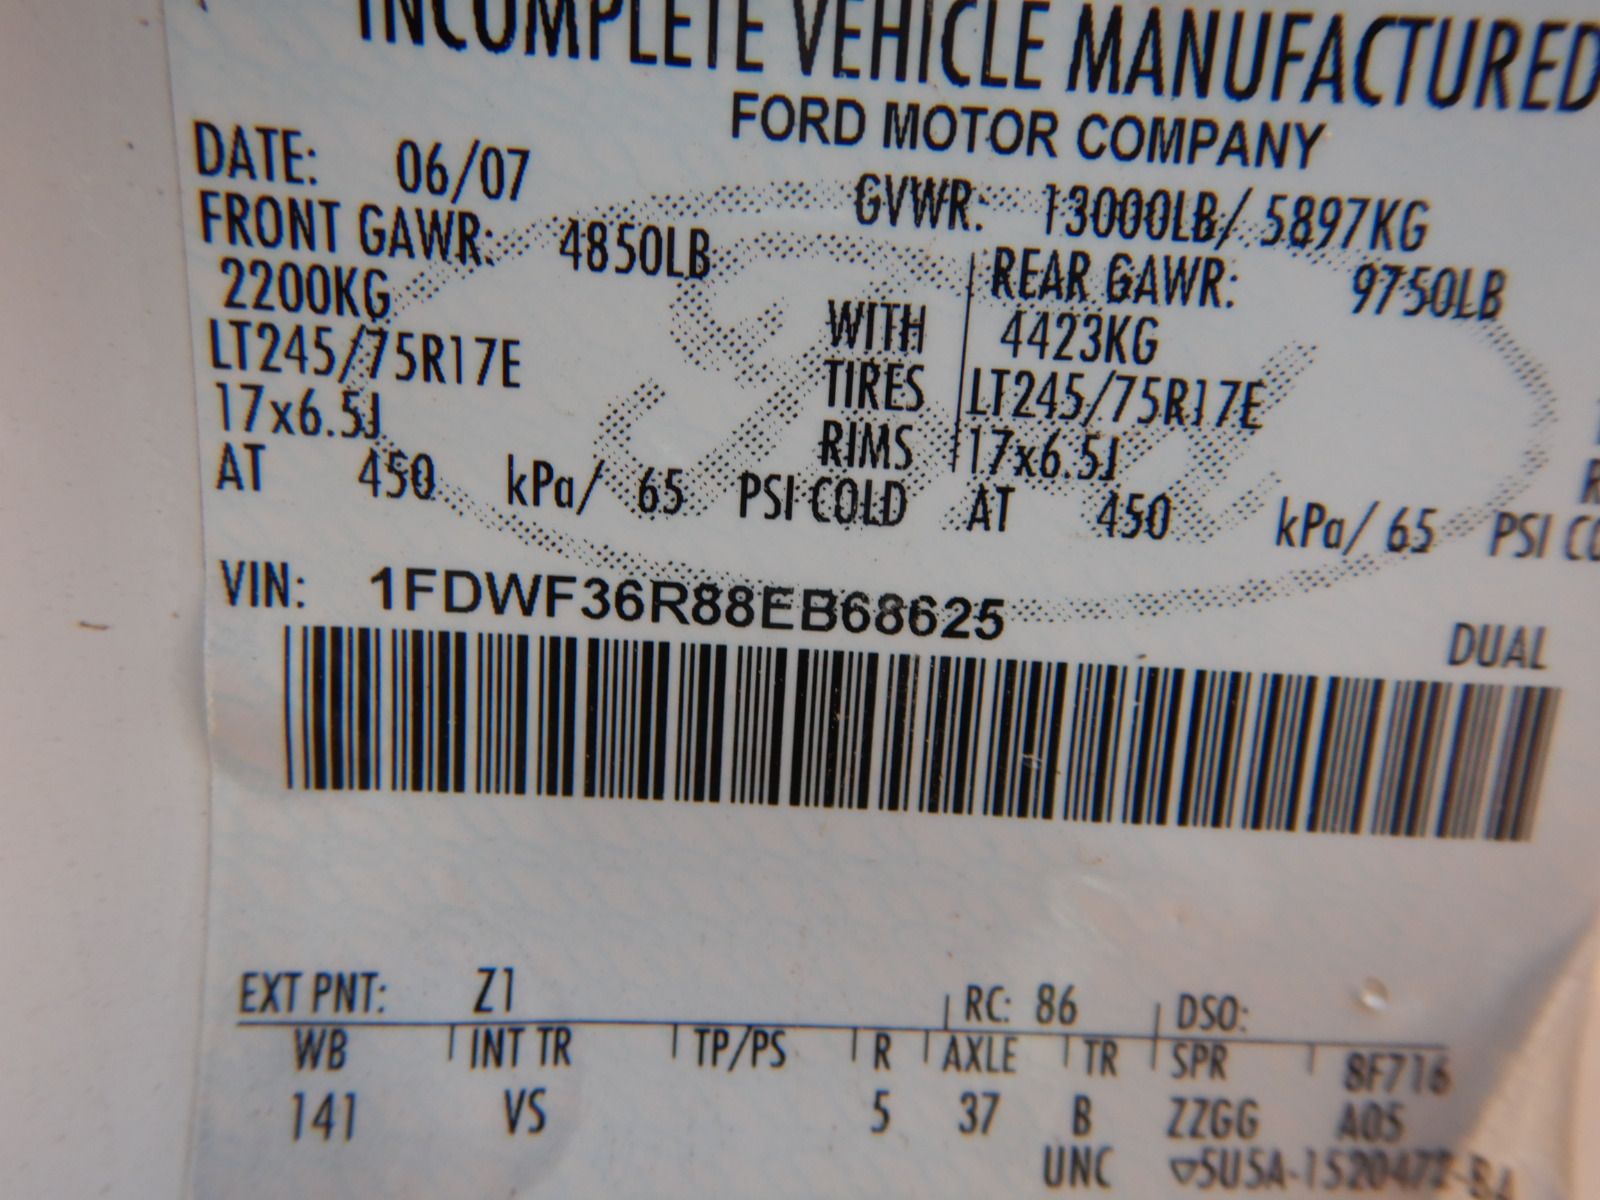 INCOMPLETE VEHICLE MANUFACTURED
FORD MOTOR COMPANY
DATE: 06/07
GVWR: 13000LB/ 5897KG
FRONT GAWR: 4850LB
REAR GAWR: 9750LB
2200KG WITH 4423KG
LT245/75R17E TIRES LT245/75R17E
17x6.5J RIMS 17x6.5J
AT 450 kPa/ 65 PSI COLD AT 450 kPa/ 65 PSI
VIN: 1FDWF36R88EB68625
DUAL
EXT PNT: Z1 RC: 86 DSO:
WB INT TR TP/PS R AXLE TR SPR 8F716
141 VS 5 37 B ZZGG A05
UNC